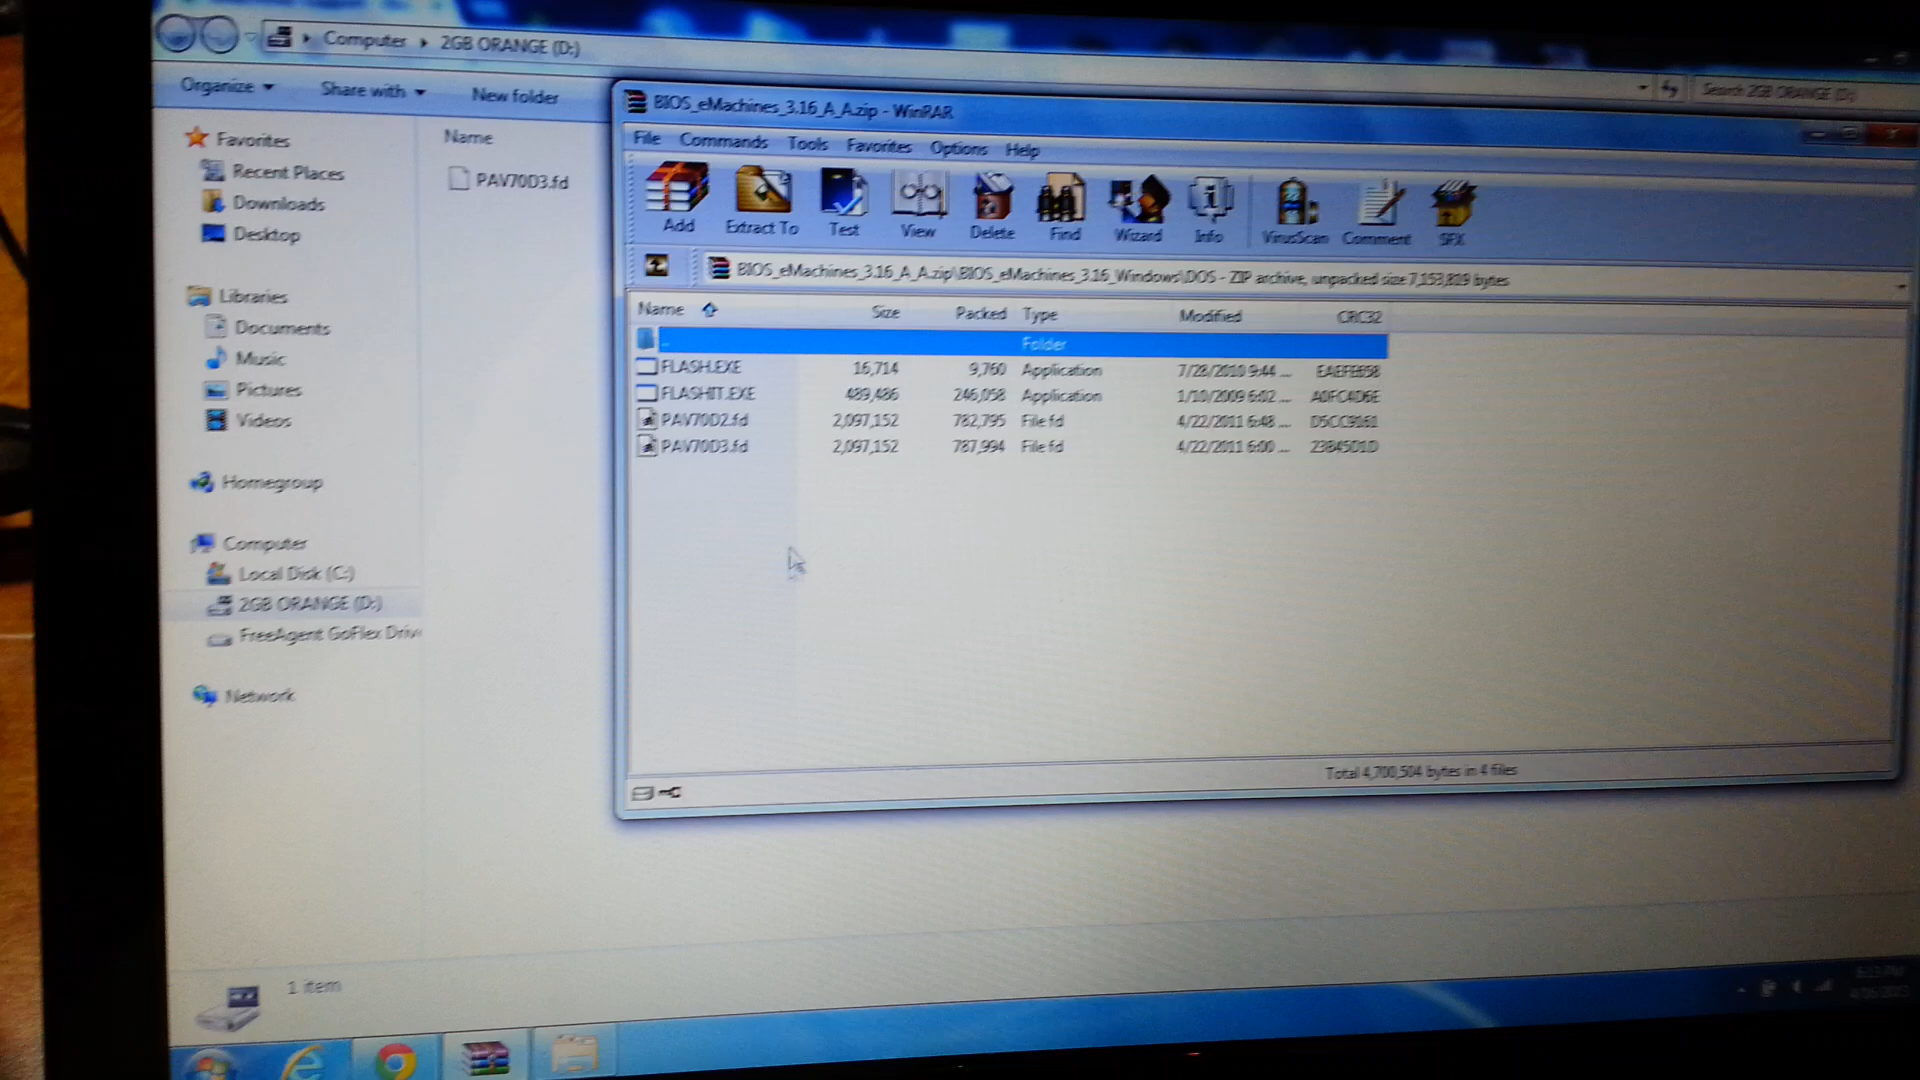 Computer ▸ 2GB ORANGE (D:)
Search 2GB ORANGE (D:)
Organize ▾ Share with ▾ New folder
Favorites
Recent Places
Downloads
Desktop
Libraries
Documents
Music
Pictures
Videos
Homegroup
Computer
Local Disk (C:)
2GB ORANGE (D:)
FreeAgent GoFlex Driv
Network
Name
PAV70D3.fd
1 item
BIOS_eMachines_3.16_A_A.zip - WinRAR
File Commands Tools Favorites Options Help
Add Extract To Test View Delete Find Wizard Info VirusScan Comment SFX
BIOS_eMachines_3.16_A_A.zip\BIOS_eMachines_3.16_Windows\DOS - ZIP archive, unpacked size 7,153,819 bytes
Name Size Packed Type Modified CRC32
.. Folder
FLASH.EXE 16,714 9,760 Application 7/28/2010 9:44 ...
FLASHIT.EXE 489,486 246,058 Application 1/10/2009 6:02 ... A0FC4D6E
PAV70D2.fd 2,097,152 782,795 File fd 4/22/2011 6:48 ... D5CC9161
PAV70D3.fd 2,097,152 787,994 File fd 4/22/2011 6:00 ... 23B45D1D
Total 4,700,504 bytes in 4 files